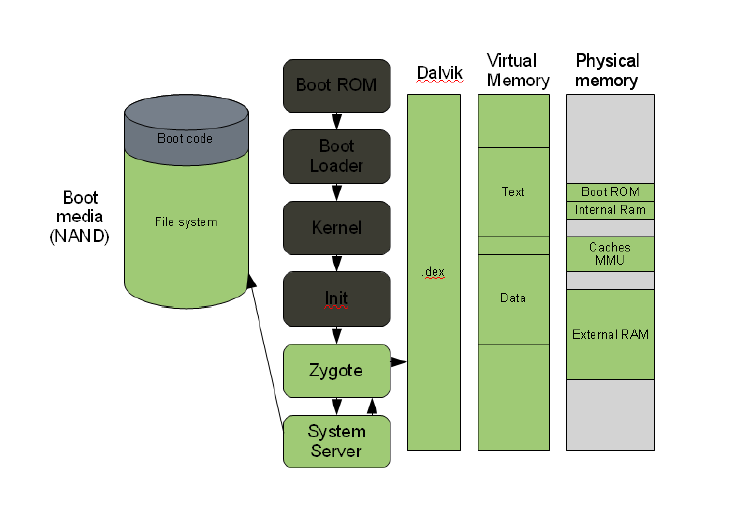 Boot ROM
Dalvik
Virtual
Memory
Physical
memory
Boot code
Boot
Loader
Boot
media
(NAND)
File system
Text
Boot ROM
Internal Ram
Kernel
Caches
MMU
.dex
Init
Data
External RAM
Zygote
System
Server